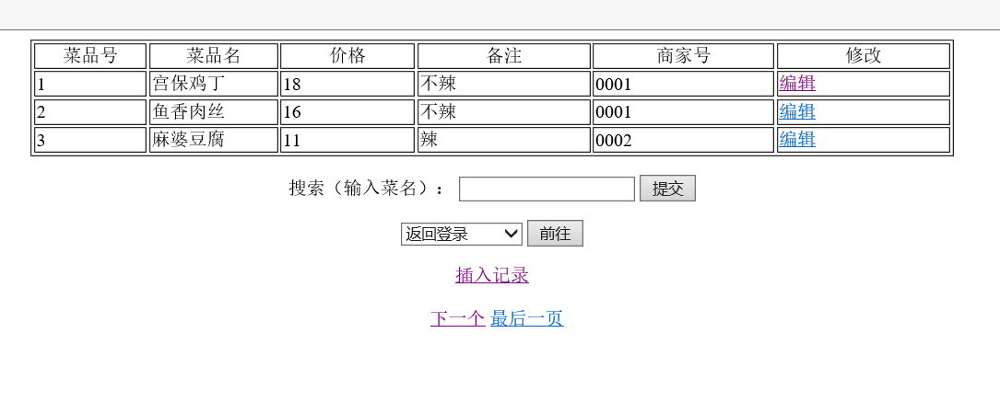 菜品号 菜品名 价格 备注 商家号 修改
1 宫保鸡丁 18 不辣 0001 编辑
2 鱼香肉丝 16 不辣 0001 编辑
3 麻婆豆腐 11 辣 0002 编辑
搜索（输入菜名）： 提交
返回登录 前往
插入记录
下一个 最后一页